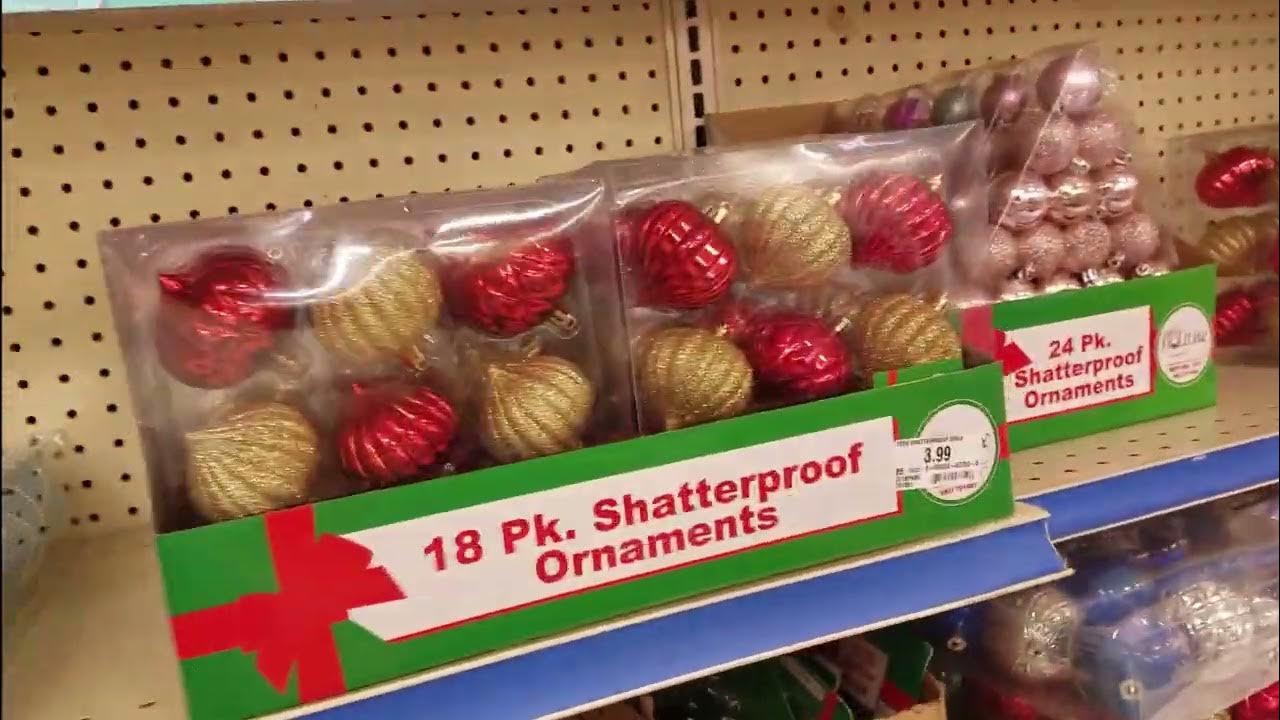 18 Pk. Shatterproof
Ornaments
3.99
24 Pk.
Shatterproof
Ornaments